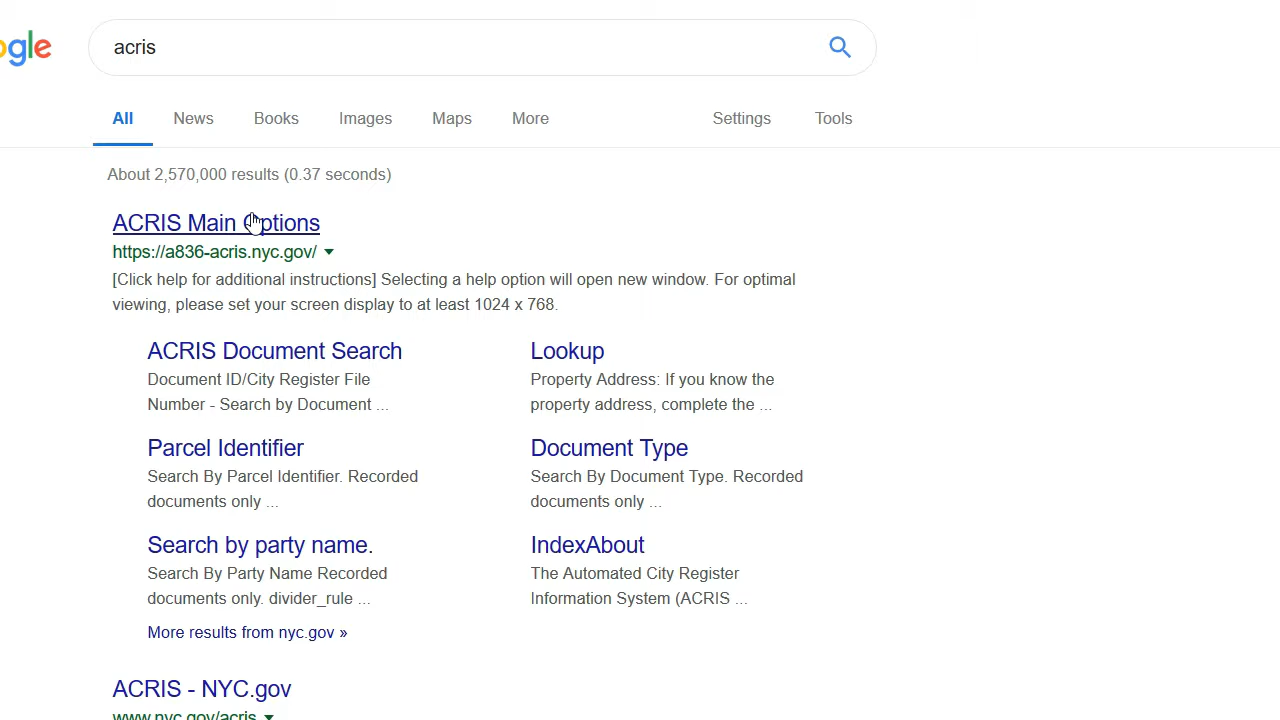 ogle
acris
All News Books Images Maps More Settings Tools
About 2,570,000 results (0.37 seconds)
ACRIS Main Options
https://a836-acris.nyc.gov/
[Click help for additional instructions] Selecting a help option will open new window. For optimal
viewing, please set your screen display to at least 1024 x 768.
ACRIS Document Search
Document ID/City Register File
Number - Search by Document ...
Lookup
Property Address: If you know the
property address, complete the ...
Parcel Identifier
Search By Parcel Identifier. Recorded
documents only ...
Document Type
Search By Document Type. Recorded
documents only ...
Search by party name.
Search By Party Name Recorded
documents only. divider_rule ...
IndexAbout
The Automated City Register
Information System (ACRIS ...
More results from nyc.gov »
ACRIS - NYC.gov
www.nyc.gov/acris